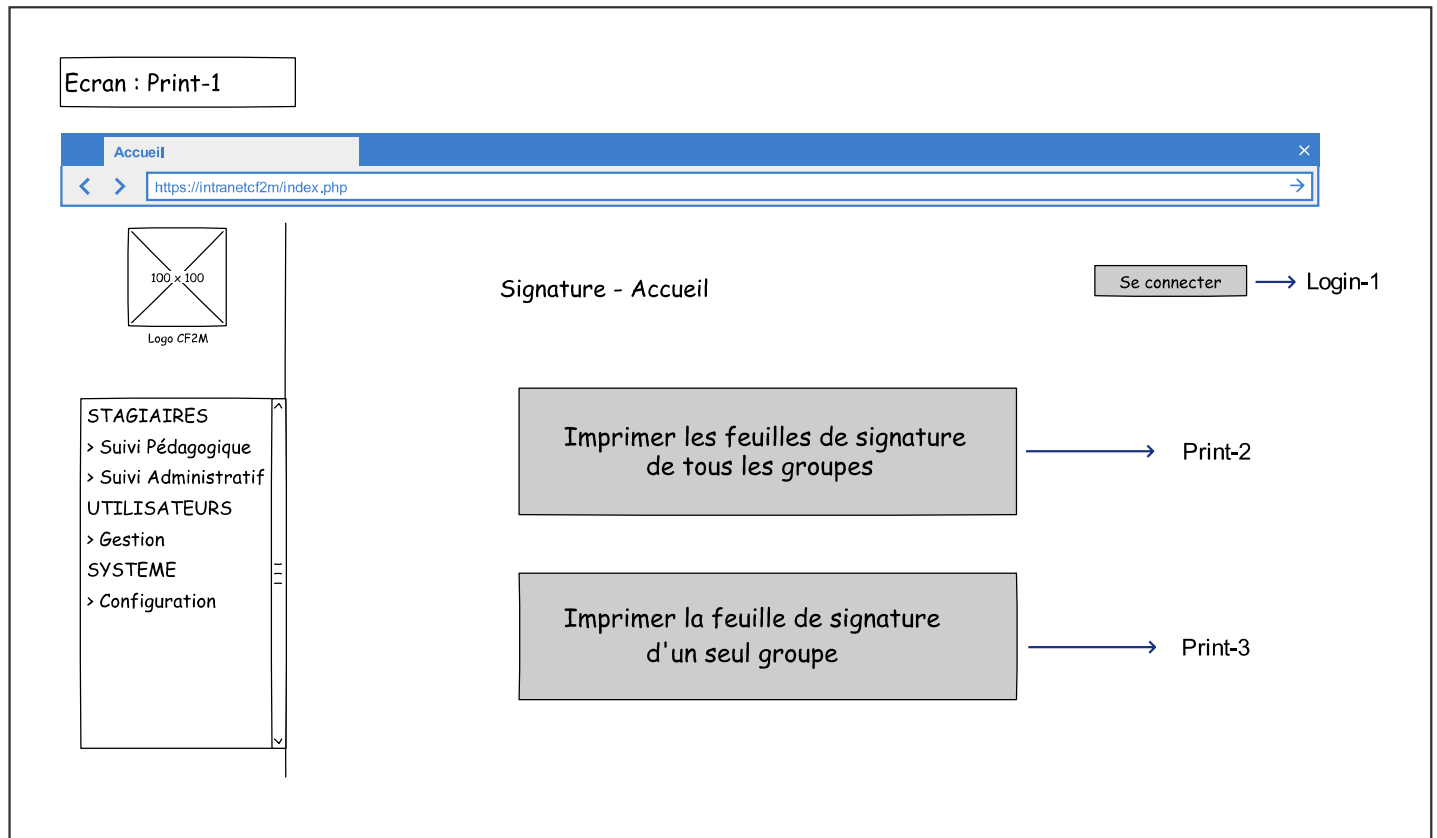 Ecran : Print-1
Accueil
https://intranetcf2m/index.php
100 x 100
Logo CF2M
Signature - Accueil
Se connecter
Login-1
STAGIAIRES
> Suivi Pédagogique
> Suivi Administratif
UTILISATEURS
> Gestion
SYSTEME
> Configuration
Imprimer les feuilles de signature
de tous les groupes
Print-2
Imprimer la feuille de signature
d'un seul groupe
Print-3